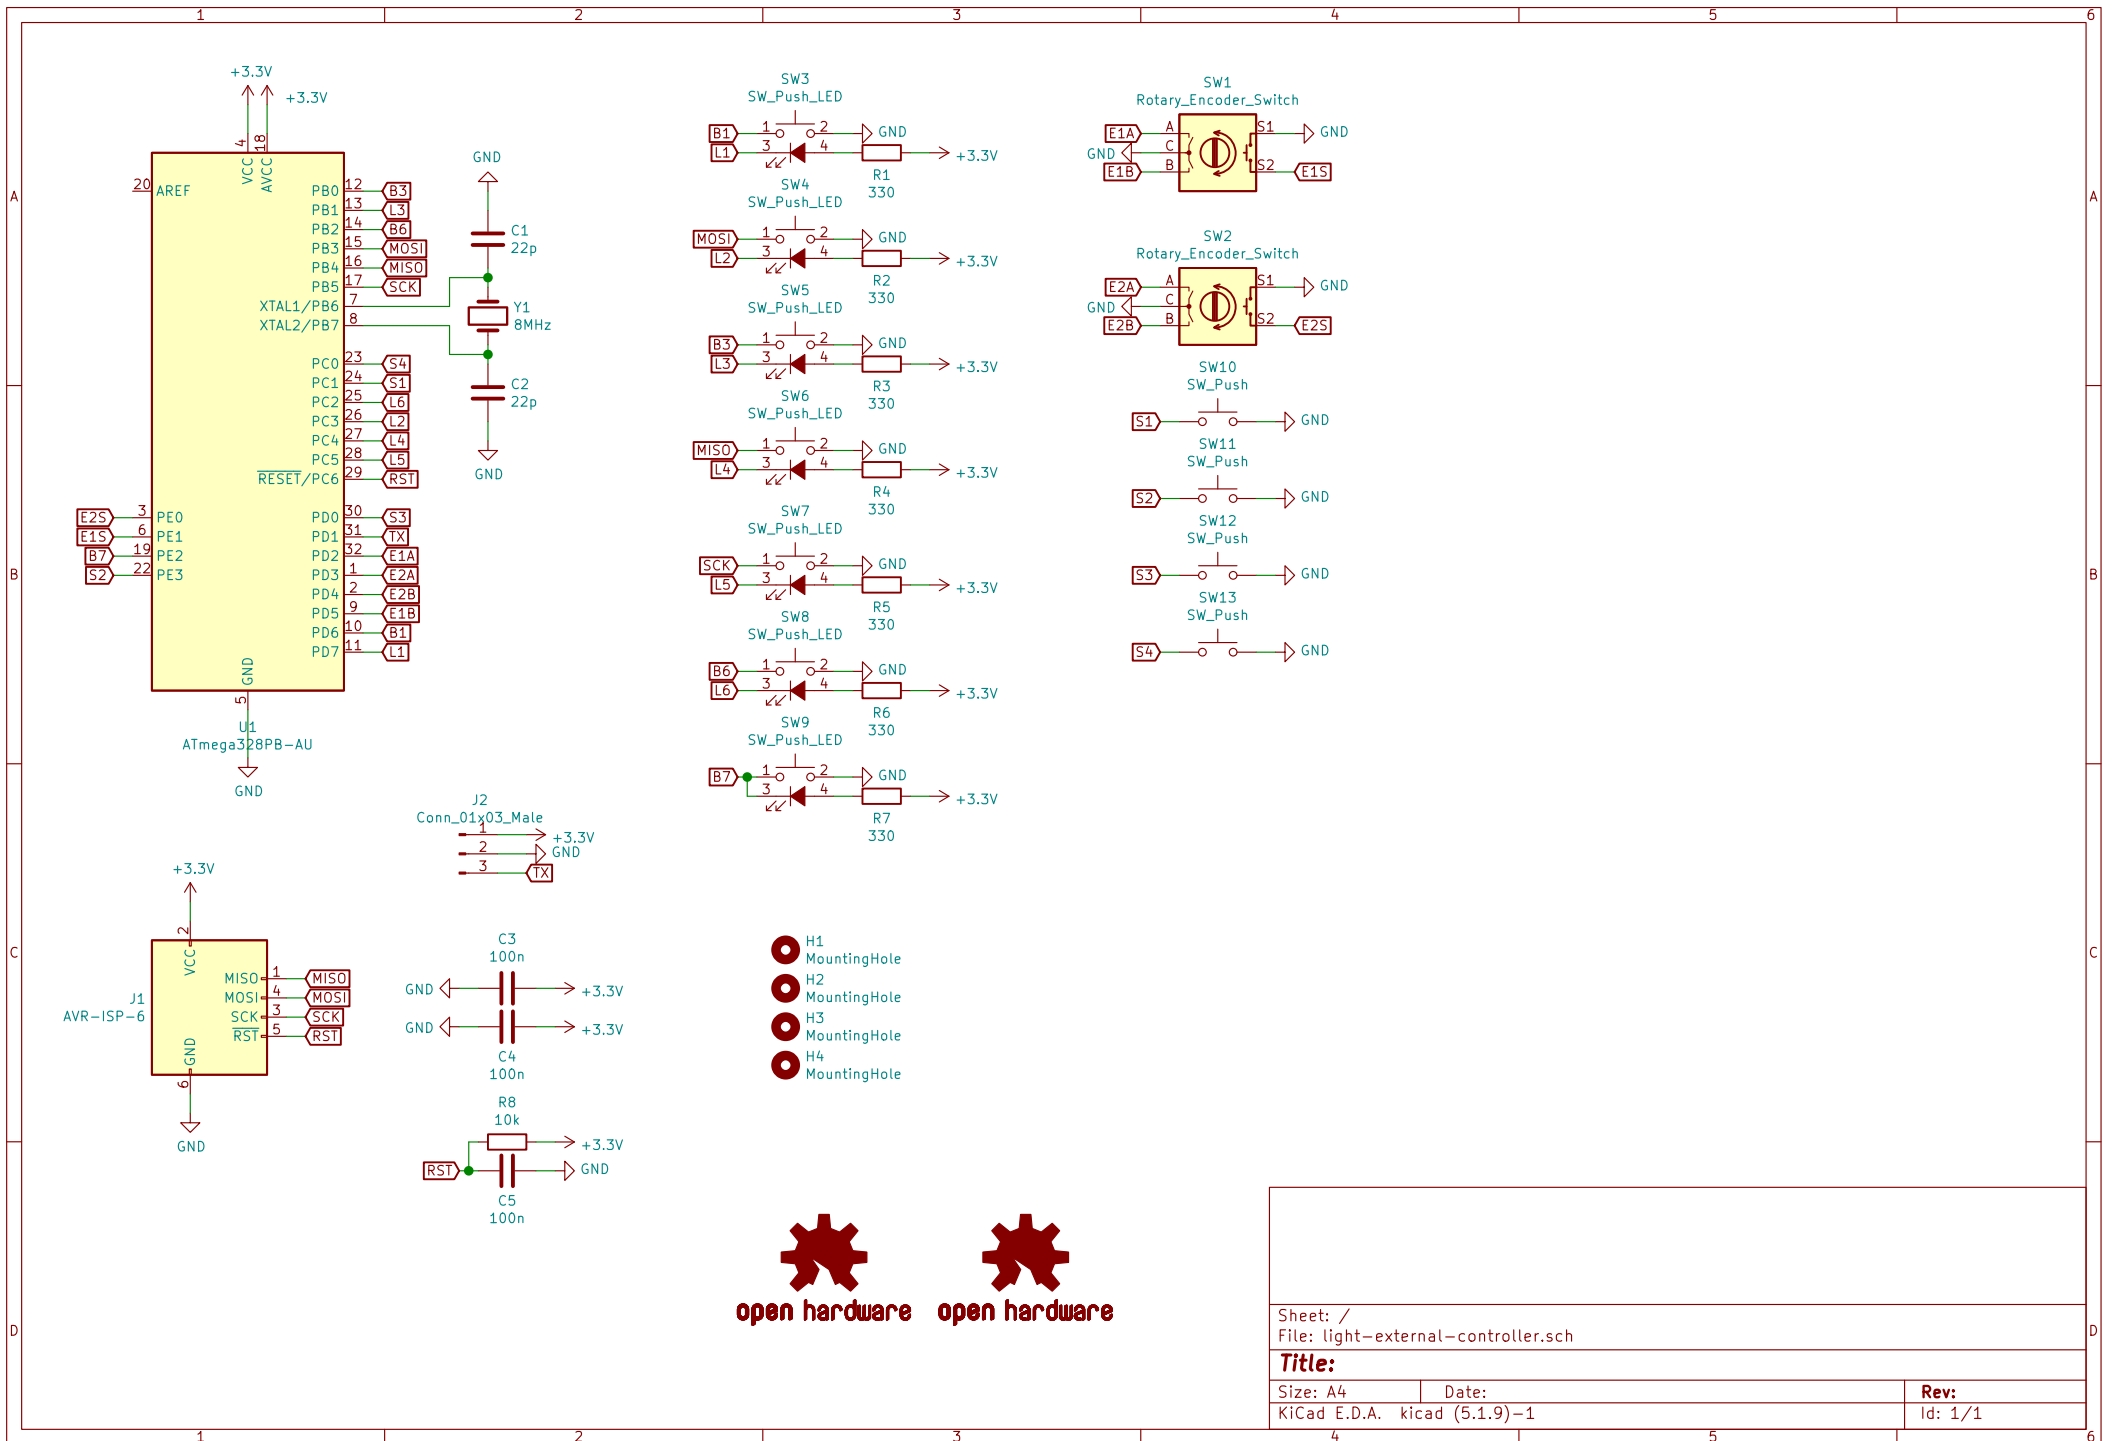 1 2 3 4 5 6
A
B
C
D
A
B
C
D
+3.3V
+3.3V
4 VCC
18 AVCC
20 AREF
PB0 12 B3
PB1 13 L3
PB2 14 B6
PB3 15 MOSI
PB4 16 MISO
PB5 17 SCK
XTAL1/PB6 7
XTAL2/PB7 8
PC0 23 S4
PC1 24 S1
PC2 25 L6
PC3 26 L2
PC4 27 L4
PC5 28 L5
RESET/PC6 29 RST
E2S 3 PE0
E1S 6 PE1
B7 19 PE2
S2 22 PE3
PD0 30 S3
PD1 31 TX
PD2 32 E1A
PD3 1 E2A
PD4 2 E2B
PD5 9 E1B
PD6 10 B1
PD7 11 L1
GND
5
U1
ATmega328PB-AU
GND
GND
C1
22p
Y1
8MHz
C2
22p
GND
SW3
SW_Push_LED
B1 1 2 GND
L1 3 4 +3.3V
R1
330
SW4
SW_Push_LED
MOSI 1 2 GND
L2 3 4 +3.3V
R2
330
SW5
SW_Push_LED
B3 1 2 GND
L3 3 4 +3.3V
R3
330
SW6
SW_Push_LED
MISO 1 2 GND
L4 3 4 +3.3V
R4
330
SW7
SW_Push_LED
SCK 1 2 GND
L5 3 4 +3.3V
R5
330
SW8
SW_Push_LED
B6 1 2 GND
L6 3 4 +3.3V
R6
330
SW9
SW_Push_LED
B7 1 2 GND
3 4 +3.3V
R7
330
SW1
Rotary_Encoder_Switch
E1A A S1 GND
GND C
E1B B S2 E1S
SW2
Rotary_Encoder_Switch
E2A A S1 GND
GND C
E2B B S2 E2S
SW10
SW_Push
S1 GND
SW11
SW_Push
S2 GND
SW12
SW_Push
S3 GND
SW13
SW_Push
S4 GND
J2
Conn_01x03_Male
1 +3.3V
2 GND
3 TX
+3.3V
2
VCC
J1
AVR-ISP-6
MISO 1 MISO
MOSI 4 MOSI
SCK 3 SCK
RST 5 RST
GND
6
GND
C3
100n
GND +3.3V
GND +3.3V
C4
100n
R8
10k
+3.3V
RST GND
C5
100n
H1
MountingHole
H2
MountingHole
H3
MountingHole
H4
MountingHole
open hardware
open hardware
Sheet: /
File: light-external-controller.sch
Title:
Size: A4 Date: Rev:
KiCad E.D.A. kicad (5.1.9)-1 Id: 1/1
1 2 3 4 5 6